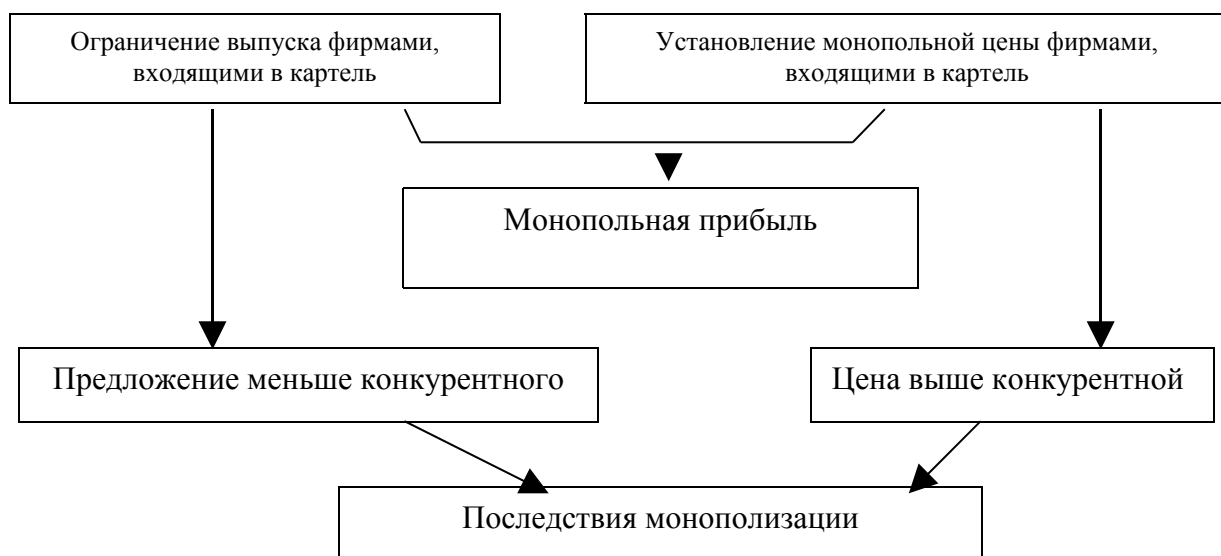 Ограничение выпуска фирмами,
входящими в картель
Установление монопольной цены фирмами,
входящими в картель
Монопольная прибыль
Предложение меньше конкурентного
Цена выше конкурентной
Последствия монополизации